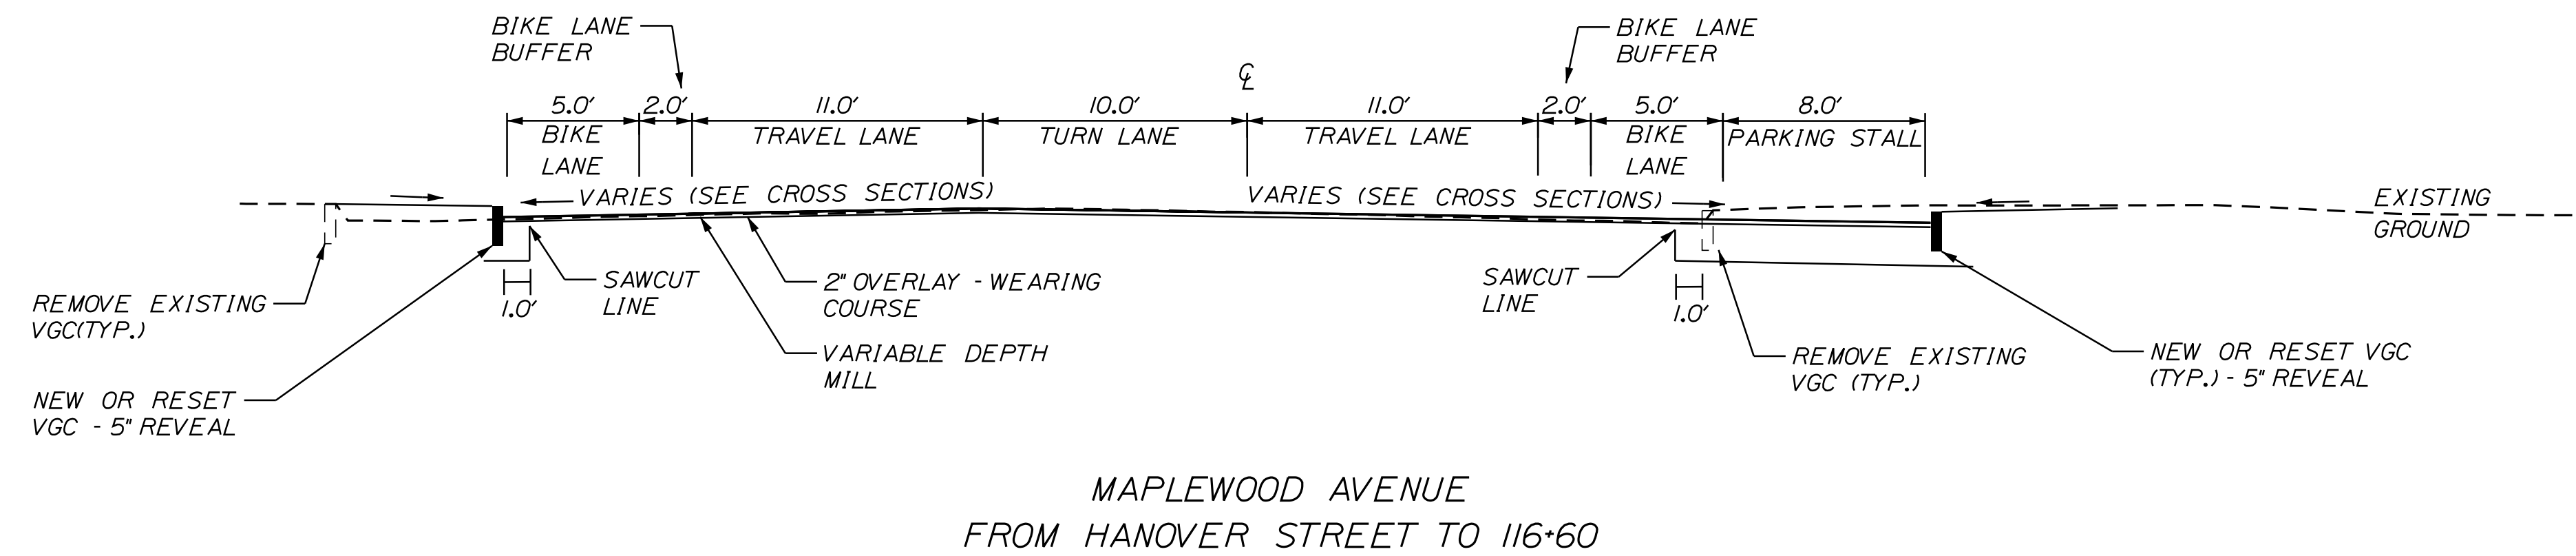 BIKE LANE
BUFFER
BIKE LANE
BUFFER
℄
5.0' 2.0' 11.0' 10.0' 11.0' 2.0' 5.0' 8.0'
BIKE
LANE
TRAVEL LANE
TURN LANE
TRAVEL LANE
BIKE
LANE
PARKING STALL
VARIES (SEE CROSS SECTIONS)
VARIES (SEE CROSS SECTIONS)
EXISTING
GROUND
REMOVE EXISTING
VGC(TYP.)
1.0'
SAWCUT
LINE
2" OVERLAY - WEARING
COURSE
VARIABLE DEPTH
MILL
SAWCUT
LINE
1.0'
REMOVE EXISTING
VGC (TYP.)
NEW OR RESET VGC
(TYP.) - 5" REVEAL
NEW OR RESET
VGC - 5" REVEAL
MAPLEWOOD AVENUE
FROM HANOVER STREET TO 116+60